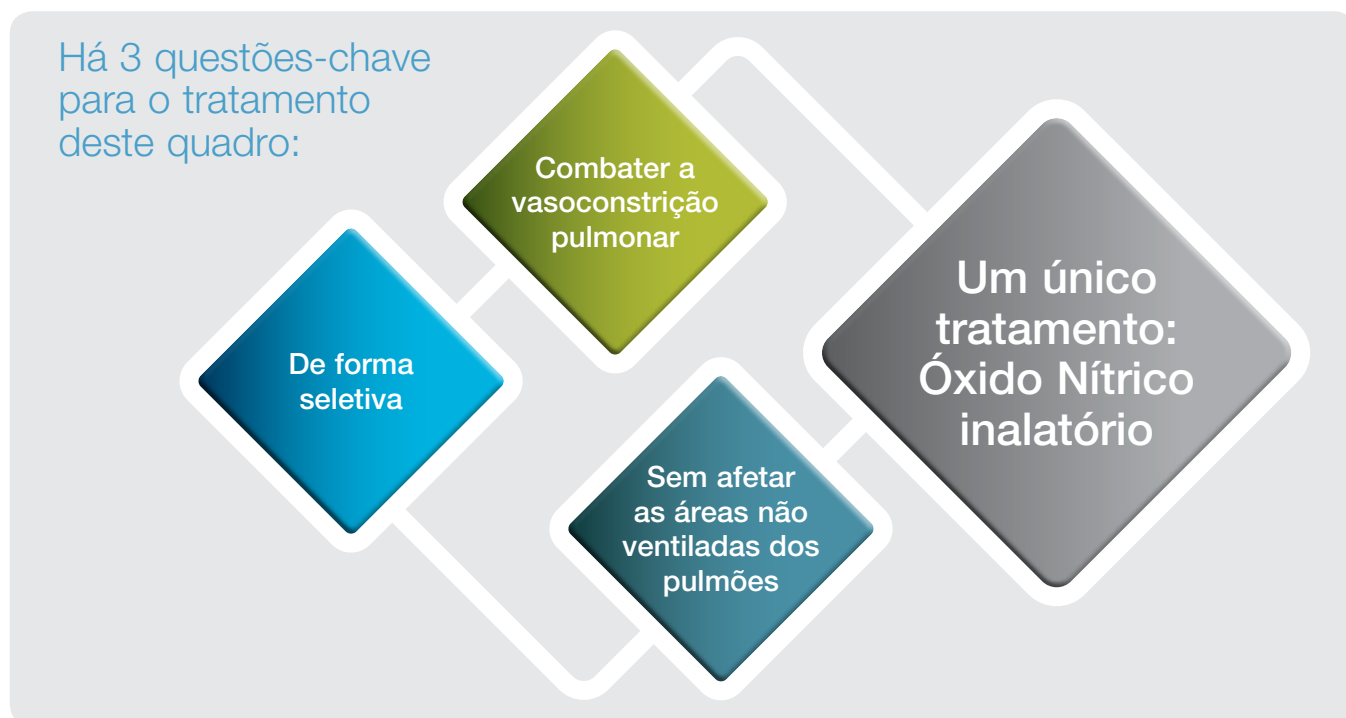 Há 3 questões-chave
para o tratamento
deste quadro:
Combater a
vasoconstrição
pulmonar
De forma
seletiva
Sem afetar
as áreas não
ventiladas dos
pulmões
Um único
tratamento:
Óxido Nítrico
inalatório